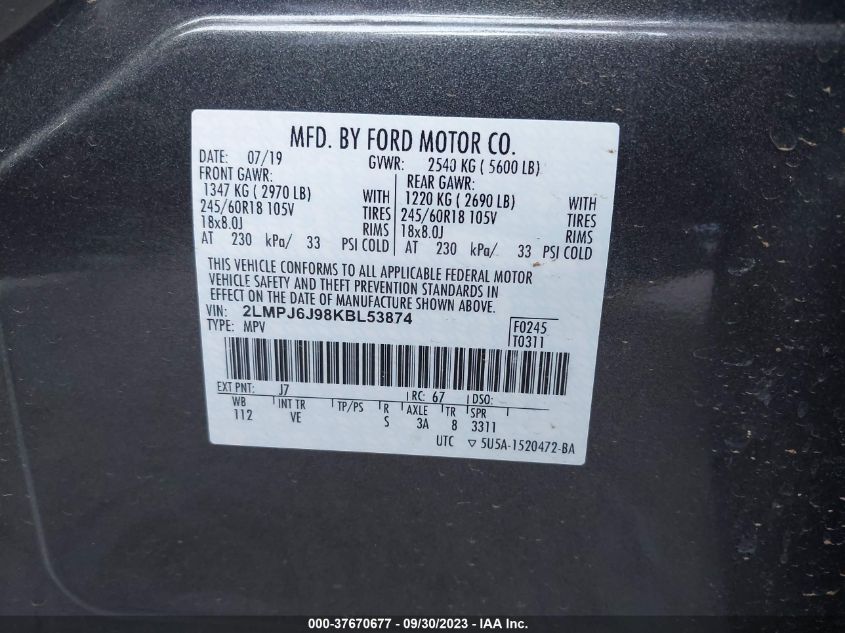 MFD. BY FORD MOTOR CO.
DATE: 07/19 GVWR: 2540 KG ( 5600 LB)
FRONT GAWR: REAR GAWR:
1347 KG ( 2970 LB) WITH 1220 KG ( 2690 LB) WITH
245/60R18 105V TIRES 245/60R18 105V TIRES
18x8.0J RIMS 18x8.0J RIMS
AT 230 kPa/ 33 PSI COLD AT 230 kPa/ 33 PSI COLD
THIS VEHICLE CONFORMS TO ALL APPLICABLE FEDERAL MOTOR
VEHICLE SAFETY AND THEFT PREVENTION STANDARDS IN
EFFECT ON THE DATE OF MANUFACTURE SHOWN ABOVE.
VIN: 2LMPJ6J98KBL53874
TYPE: MPV
F0245
T0311
EXT PNT: J7 RC: 67 DSO:
WB INT TR TP/PS R AXLE TR SPR
112 VE S 3A 8 3311
UTC ▽ 5U5A-1520472-BA
000-37670677 - 09/30/2023 - IAA Inc.